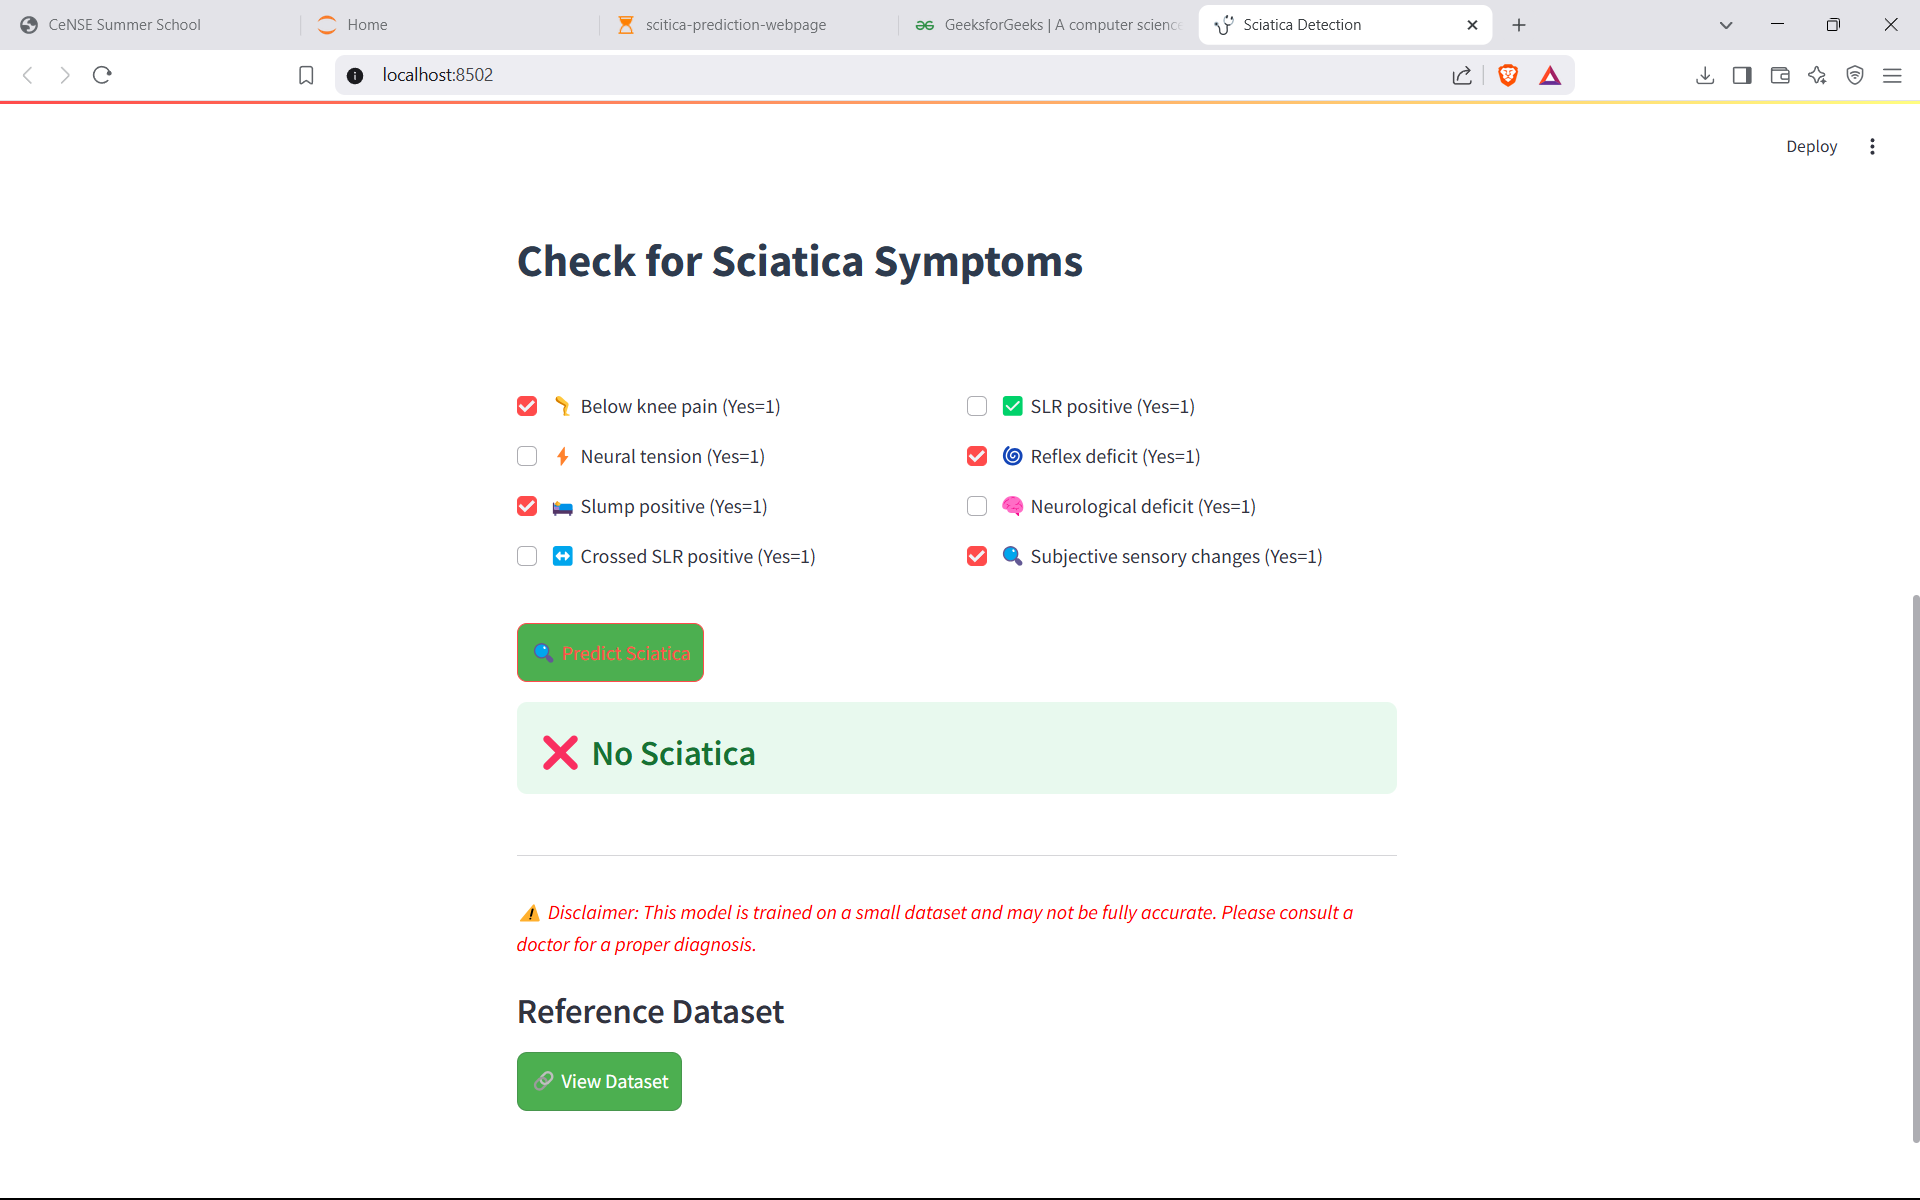 CeNSE Summer School
Home
scitica-prediction-webpage
GeeksforGeeks | A computer science
Sciatica Detection
localhost:8502
Deploy
Check for Sciatica Symptoms
Below knee pain (Yes=1)
SLR positive (Yes=1)
Neural tension (Yes=1)
Reflex deficit (Yes=1)
Slump positive (Yes=1)
Neurological deficit (Yes=1)
Crossed SLR positive (Yes=1)
Subjective sensory changes (Yes=1)
Predict Sciatica
No Sciatica
Disclaimer: This model is trained on a small dataset and may not be fully accurate. Please consult a
doctor for a proper diagnosis.
Reference Dataset
View Dataset